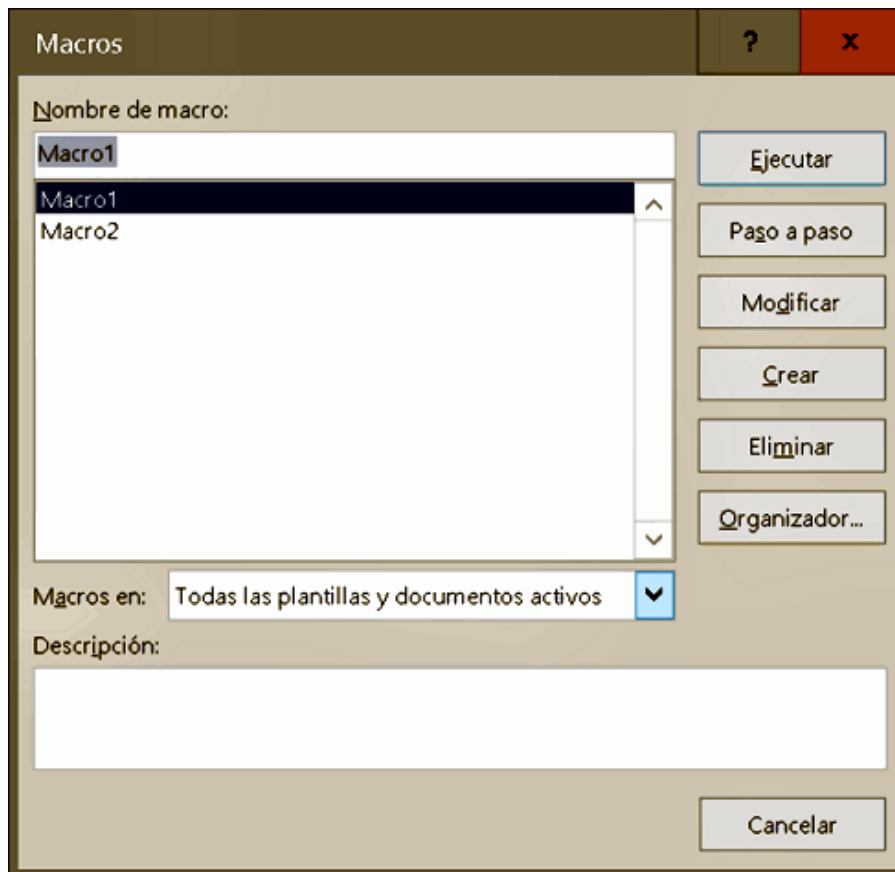 Macros
?
x
Nombre de macro:
Macro1
Macro1
Macro2
Ejecutar
Paso a paso
Modificar
Crear
Eliminar
Organizador...
Macros en:
Todas las plantillas y documentos activos
Descripción:
Cancelar